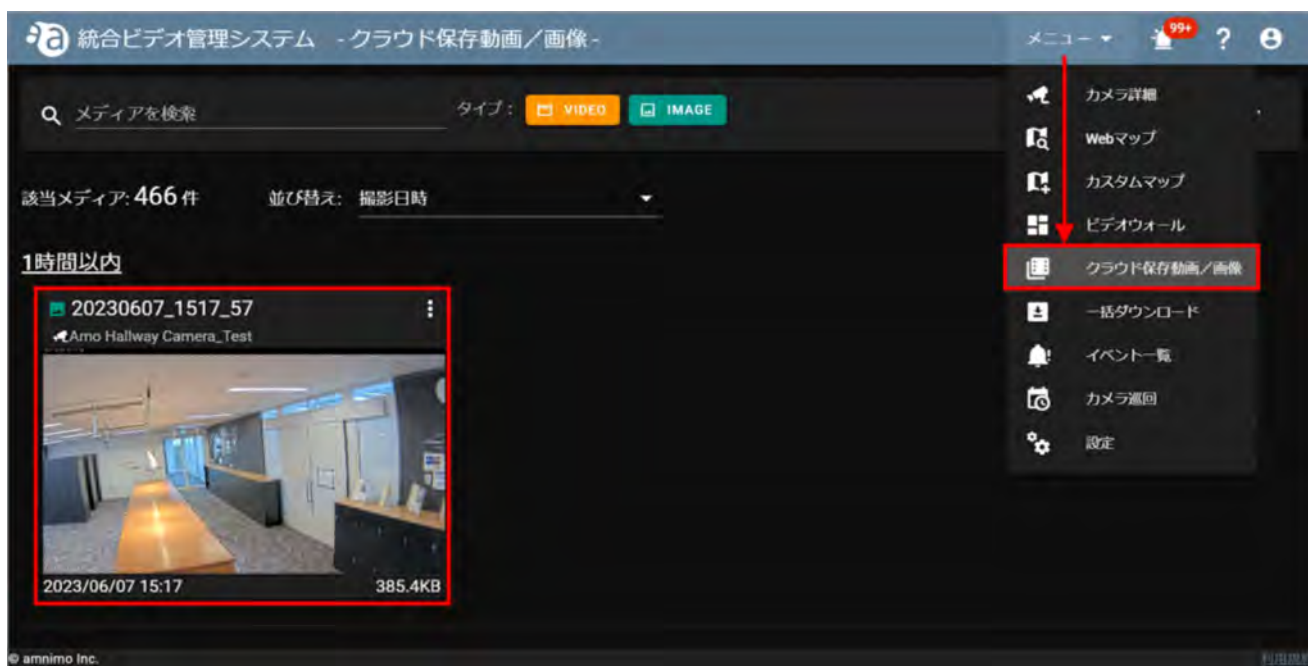 統合ビデオ管理システム - クラウド保存動画／画像 -
メニュー
99+
?
メディアを検索
タイプ：
VIDEO
IMAGE
該当メディア: 466 件
並び替え: 撮影日時
1時間以内
20230607_1517_57
Amo Hallway Camera_Test
2023/06/07 15:17
385.4KB
カメラ詳細
Webマップ
カスタムマップ
ビデオウォール
クラウド保存動画／画像
一括ダウンロード
イベント一覧
カメラ巡回
設定
© amnimo Inc.